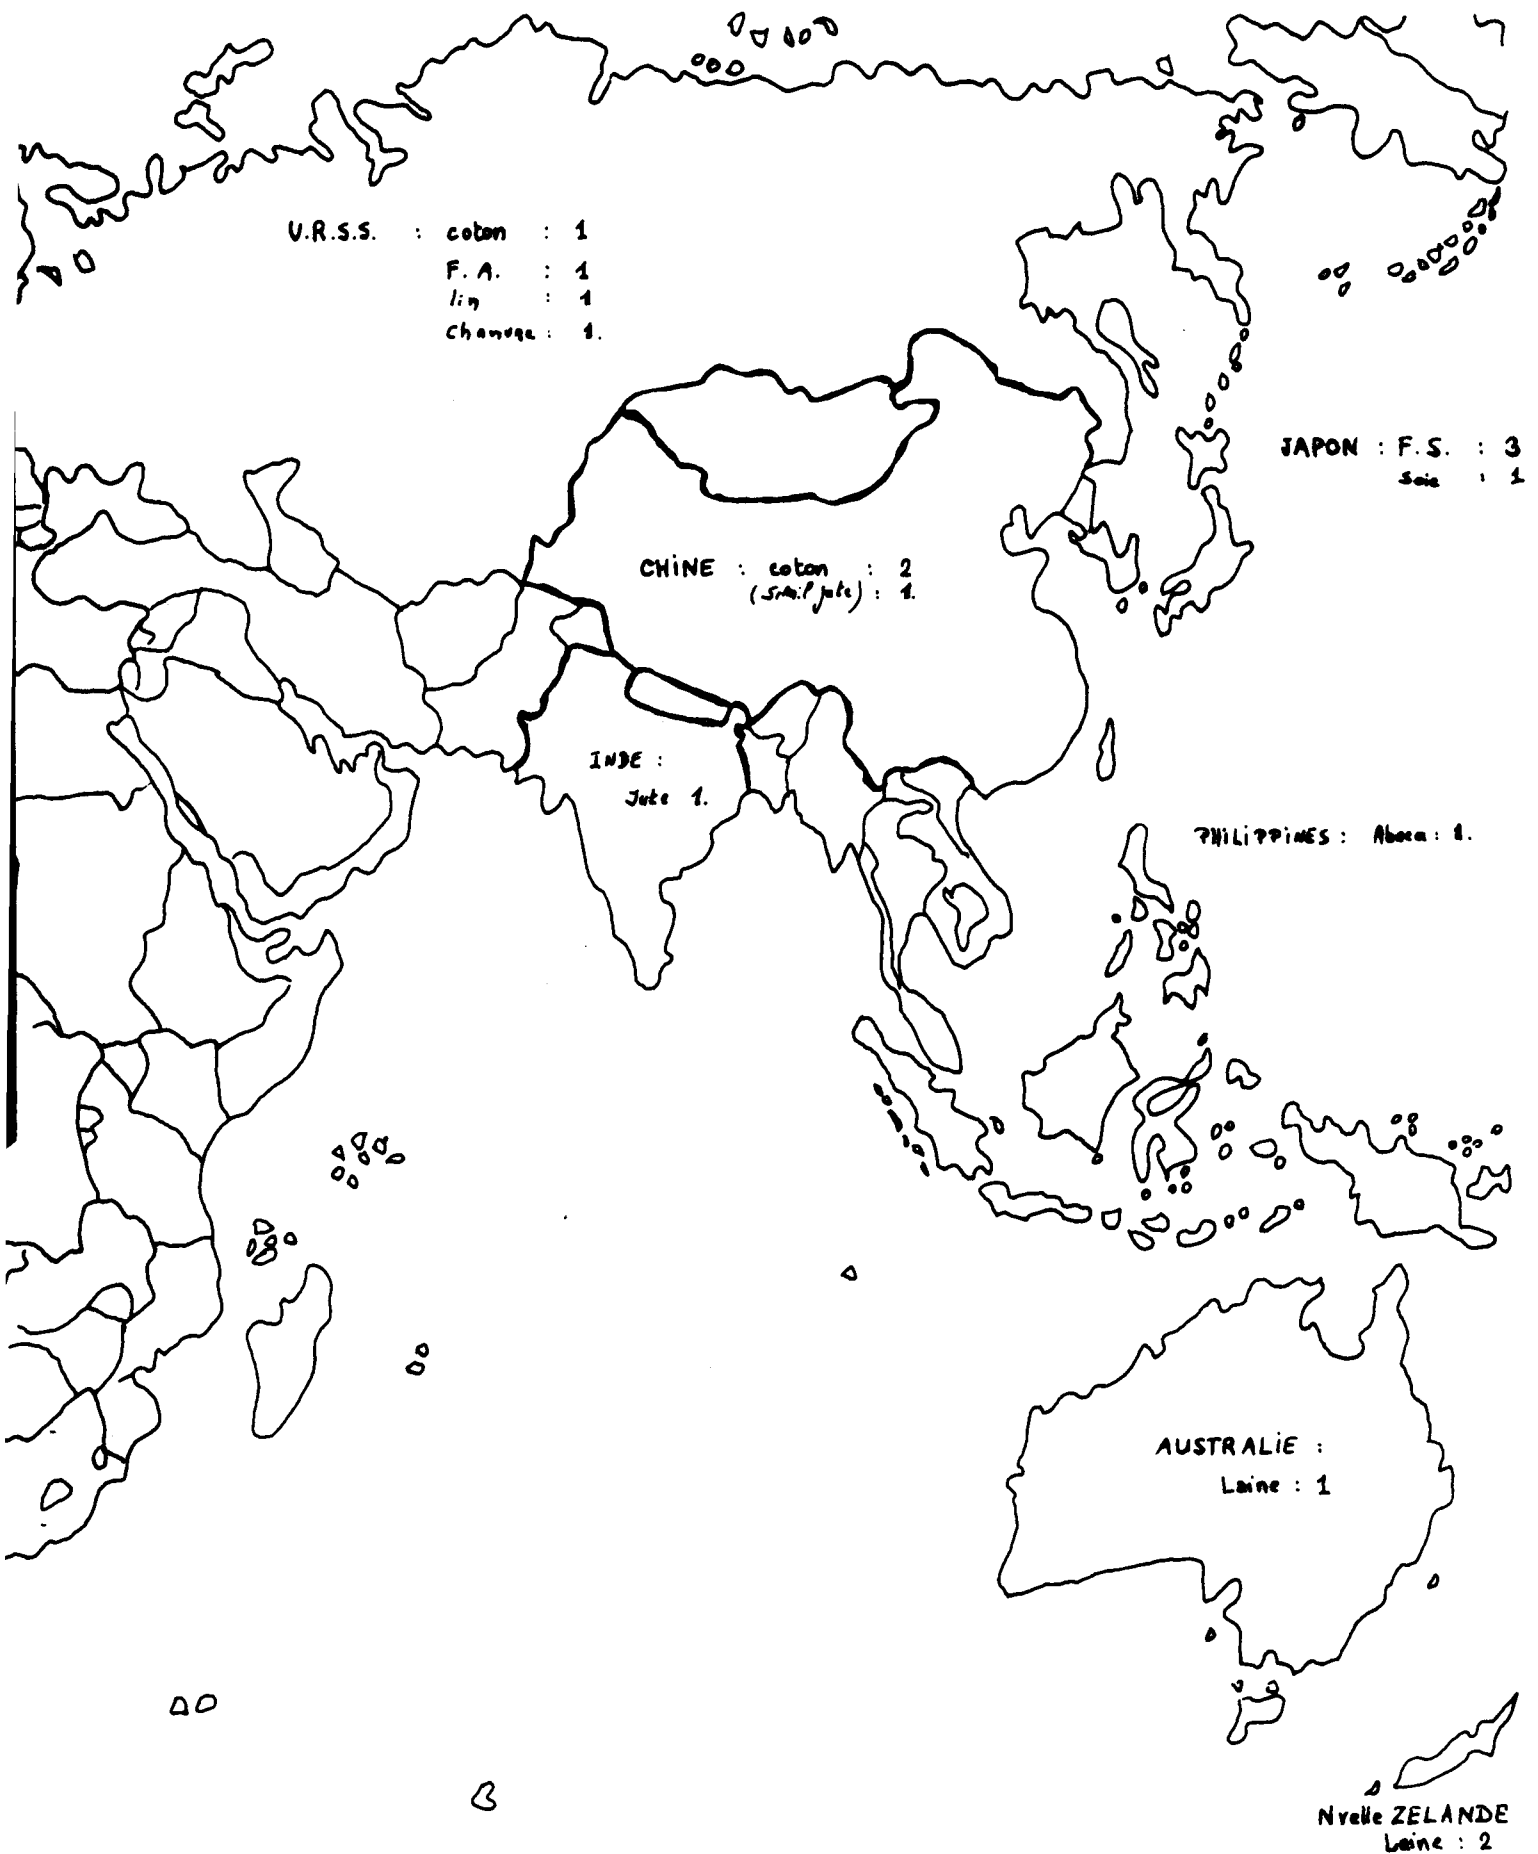 U.R.S.S. : coton : 1
F. A. : 1
lin : 1
Chanvre : 1.
JAPON : F.S. : 3
Soie : 1
CHiNE : coton : 2
(Simil jute) : 1.
INDE :
Jute 1.
PHiLiPPiNES : Abaca : 1.
AUSTRALiE :
Laine : 1
Nvelle ZELANDE
Laine : 2